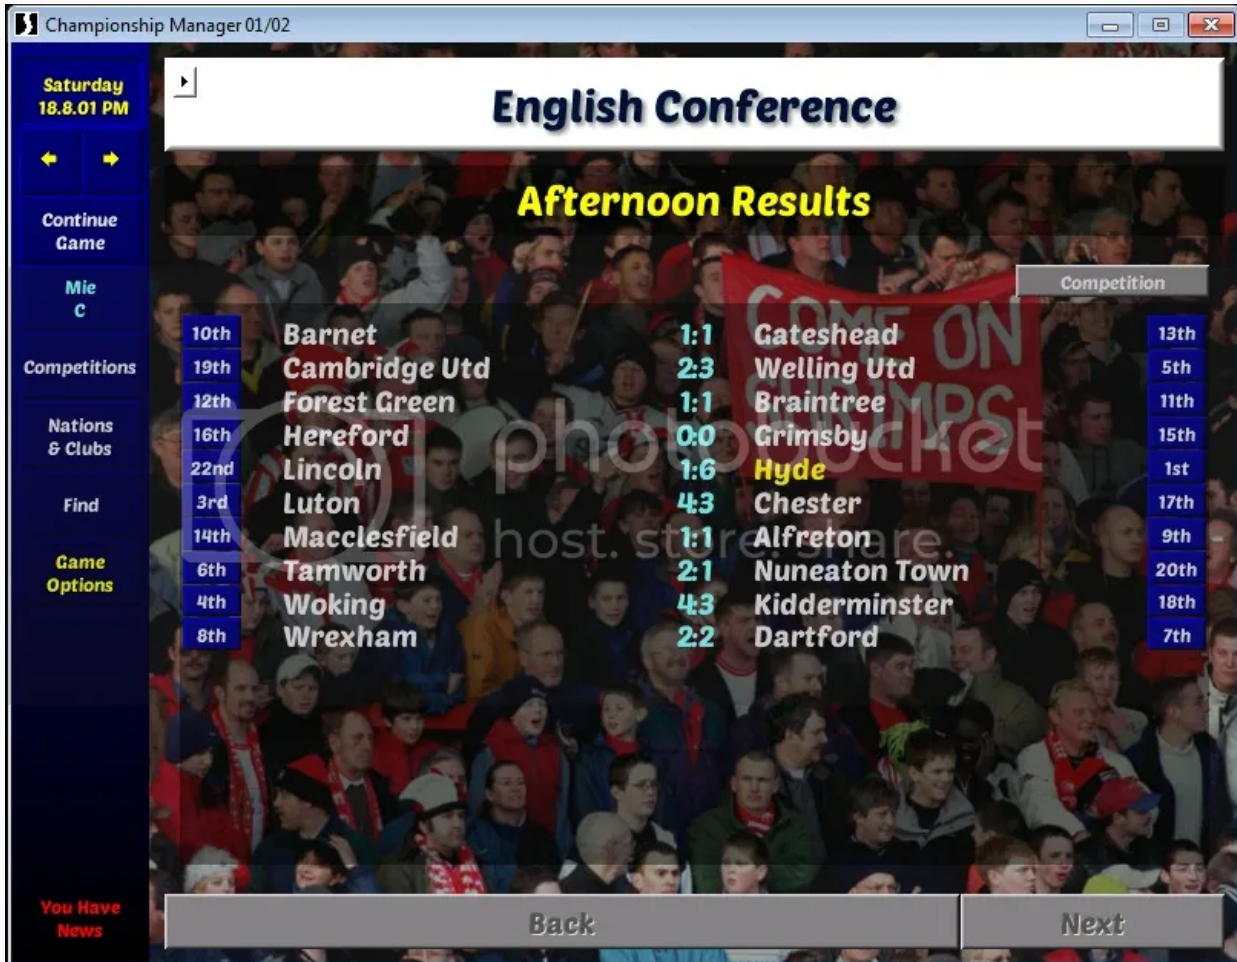 Championship Manager 01/02
Saturday
18.8.01 PM
Continue
Game
Mie
C
Competitions
Nations
& Clubs
Find
Game
Options
You Have
News
English Conference
Afternoon Results
Competition
10th Barnet 1:1 Gateshead 13th
19th Cambridge Utd 2:3 Welling Utd 5th
12th Forest Green 1:1 Braintree 11th
16th Hereford 0:0 Grimsby 15th
22nd Lincoln 1:6 Hyde 1st
3rd Luton 4:3 Chester 17th
14th Macclesfield 1:1 Alfreton 9th
6th Tamworth 2:1 Nuneaton Town 20th
4th Woking 4:3 Kidderminster 18th
8th Wrexham 2:2 Dartford 7th
COME ON
IMPS
photobucket
host. store. share.
Back Next